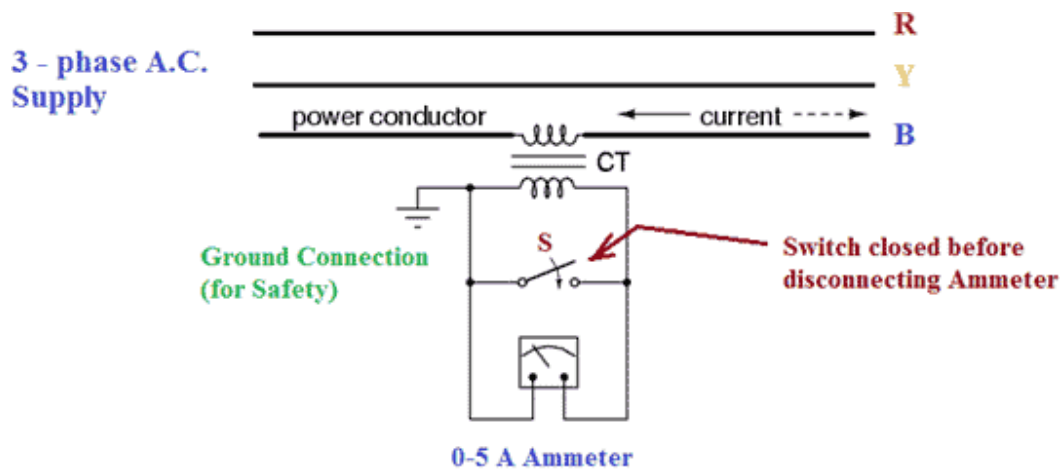 R
3 - phase A.C.
Supply
Y
power conductor
current
B
CT
Ground Connection
(for Safety)
S
Switch closed before
disconnecting Ammeter
0-5 A Ammeter